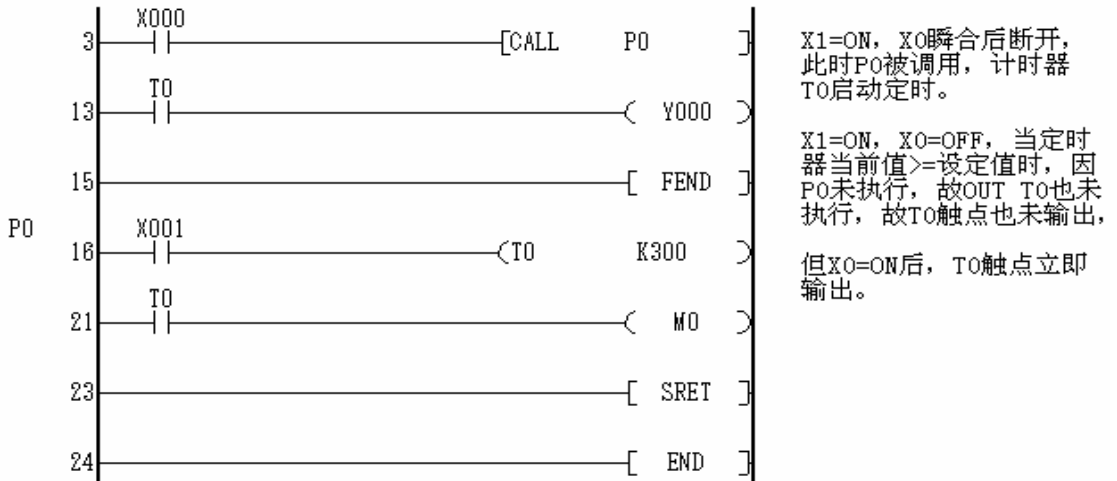 X000
3 [CALL P0 ]
T0
13 ( Y000 )
15 [ FEND ]
P0
X001
16 (T0 K300 )
T0
21 ( M0 )
23 [ SRET ]
24 [ END ]
X1=ON, X0瞬合后断开,
此时P0被调用, 计时器
T0启动定时。
X1=ON, X0=OFF, 当定时
器当前值>=设定值时, 因
P0未执行, 故OUT T0也未
执行, 故T0触点也未输出,
但X0=ON后, T0触点立即
输出。